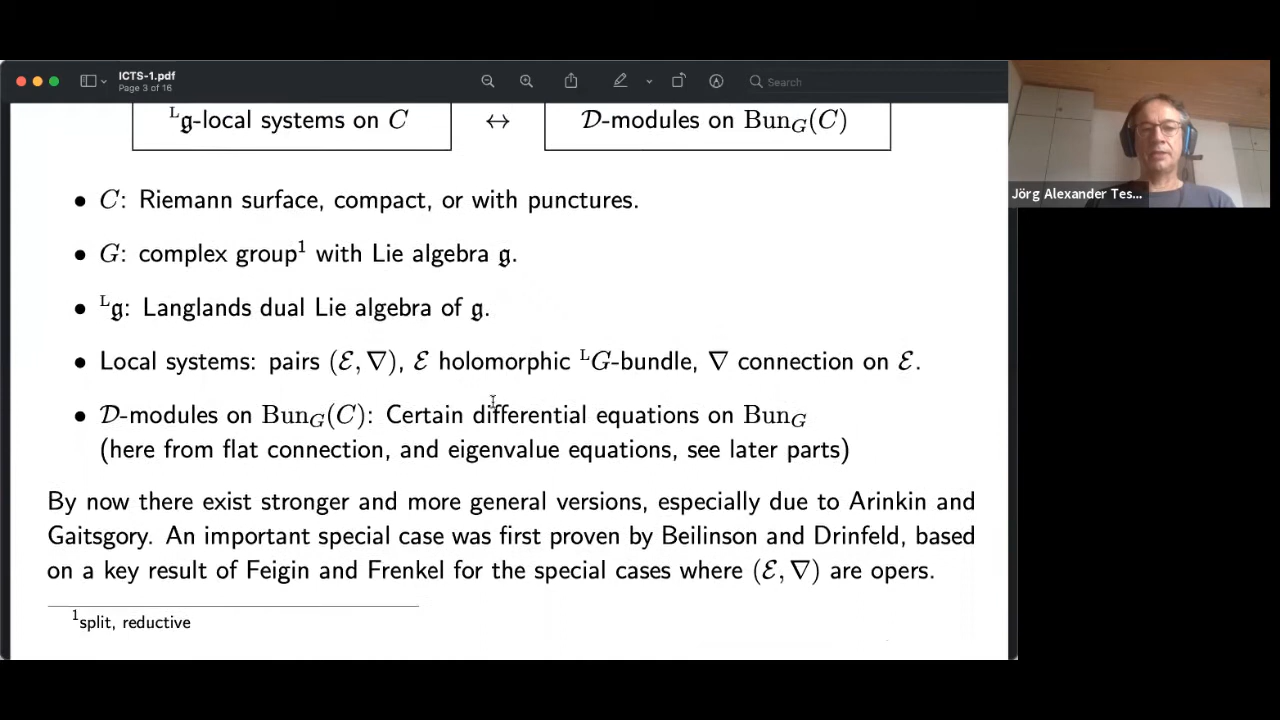 ICTS-1.pdf
Page 3 of 16
Search
ᴸ𝔤-local systems on C ↔ 𝒟-modules on Bun_G(C)
• C: Riemann surface, compact, or with punctures.
• G: complex group¹ with Lie algebra 𝔤.
• ᴸ𝔤: Langlands dual Lie algebra of 𝔤.
• Local systems: pairs (ℰ, ∇), ℰ holomorphic ᴸG-bundle, ∇ connection on ℰ.
• 𝒟-modules on Bun_G(C): Certain differential equations on Bun_G
(here from flat connection, and eigenvalue equations, see later parts)
By now there exist stronger and more general versions, especially due to Arinkin and
Gaitsgory. An important special case was first proven by Beilinson and Drinfeld, based
on a key result of Feigin and Frenkel for the special cases where (ℰ, ∇) are opers.
¹split, reductive
Jörg Alexander Tes...